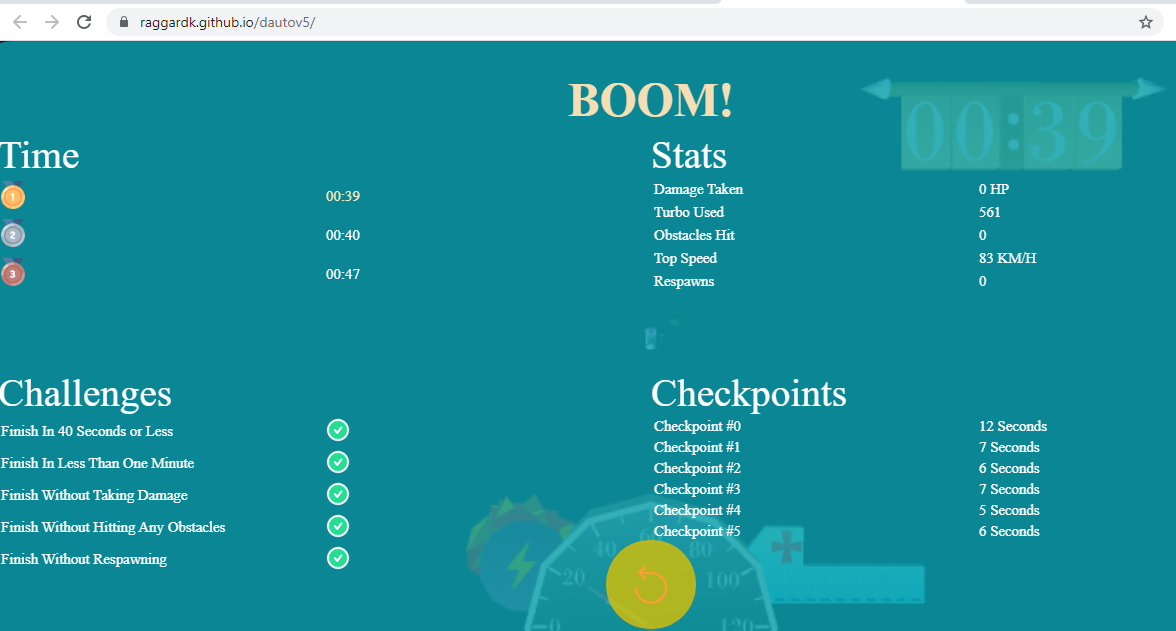 raggardk.github.io/dautov5/
BOOM!
00:39
Time
1 00:39
2 00:40
3 00:47
Stats
Damage Taken 0 HP
Turbo Used 561
Obstacles Hit 0
Top Speed 83 KM/H
Respawns 0
Challenges
Finish In 40 Seconds or Less
Finish In Less Than One Minute
Finish Without Taking Damage
Finish Without Hitting Any Obstacles
Finish Without Respawning
Checkpoints
Checkpoint #0 12 Seconds
Checkpoint #1 7 Seconds
Checkpoint #2 6 Seconds
Checkpoint #3 7 Seconds
Checkpoint #4 5 Seconds
Checkpoint #5 6 Seconds
0 20 40 60 80 100 120